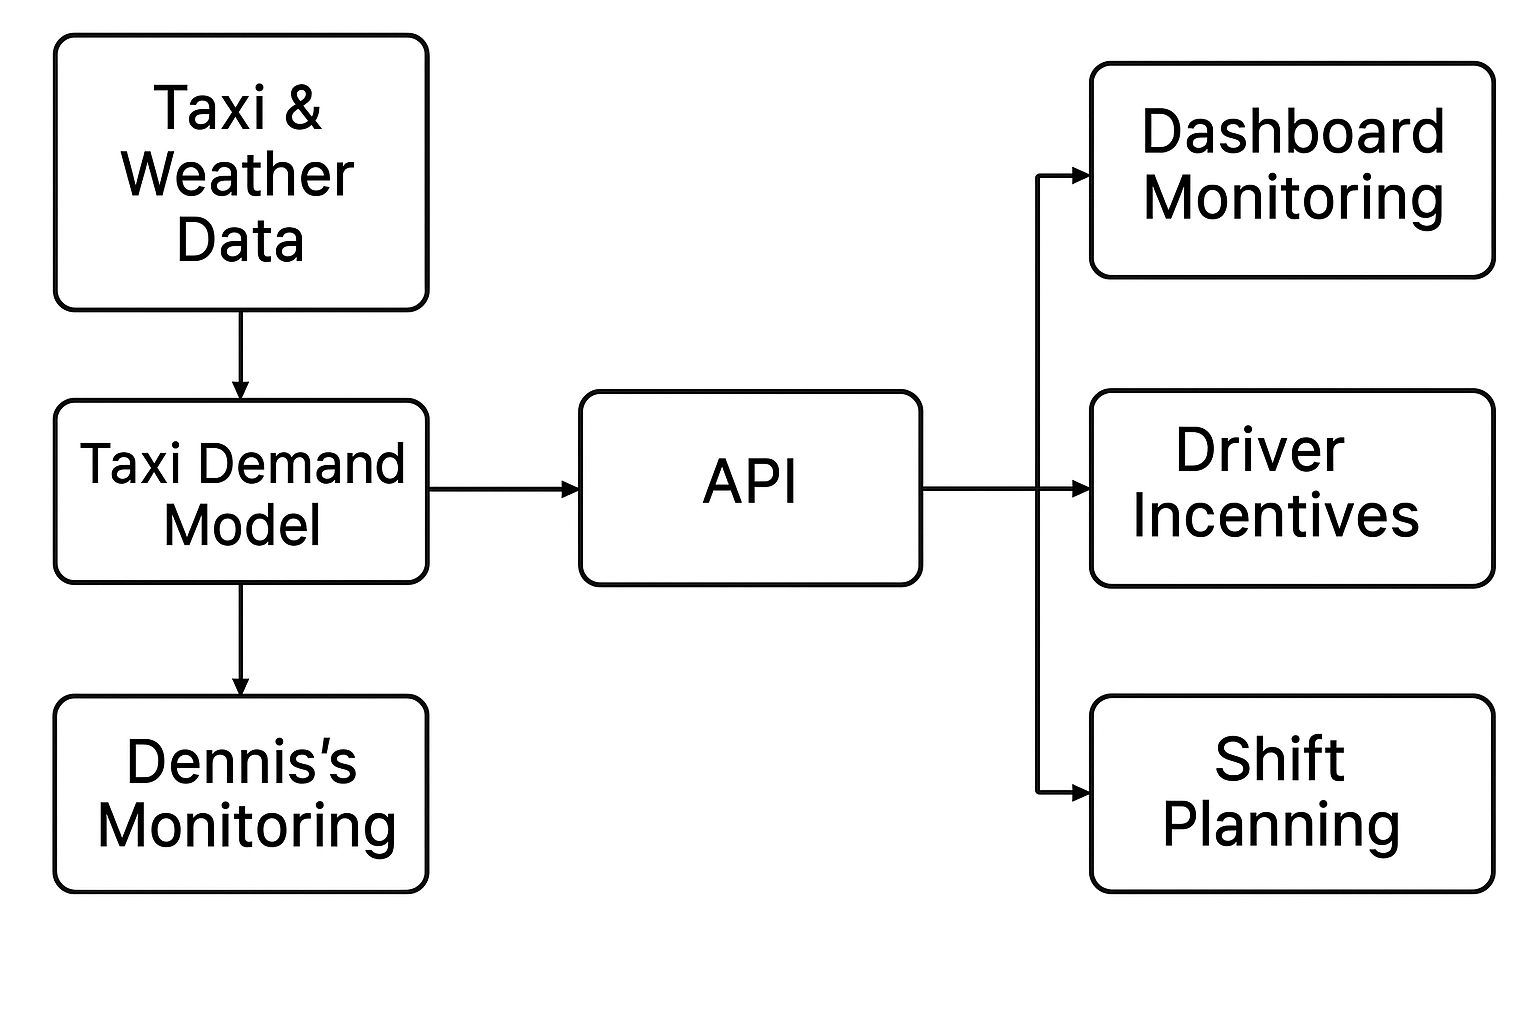 Taxi &
Weather
Data
Taxi Demand
Model
Dennis’s
Monitoring
API
Dashboard
Monitoring
Driver
Incentives
Shift
Planning